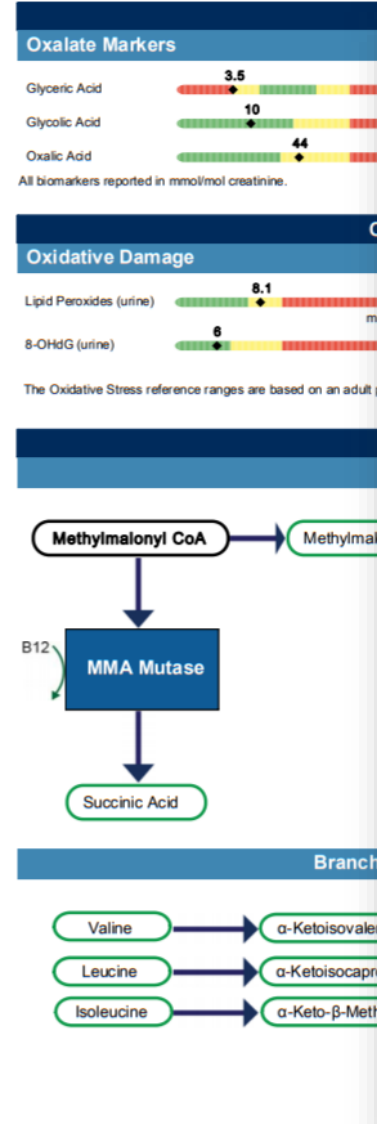 Oxalate Markers
3.5
Glyceric Acid
10
Glycolic Acid
44
Oxalic Acid
All biomarkers reported in mmol/mol creatinine.
Oxidative Damage
8.1
Lipid Peroxides (urine)
6
8-OHdG (urine)
The Oxidative Stress reference ranges are based on an adult
Methylmalonyl CoA
B12
MMA Mutase
Succinic Acid
Valine
Leucine
Isoleucine